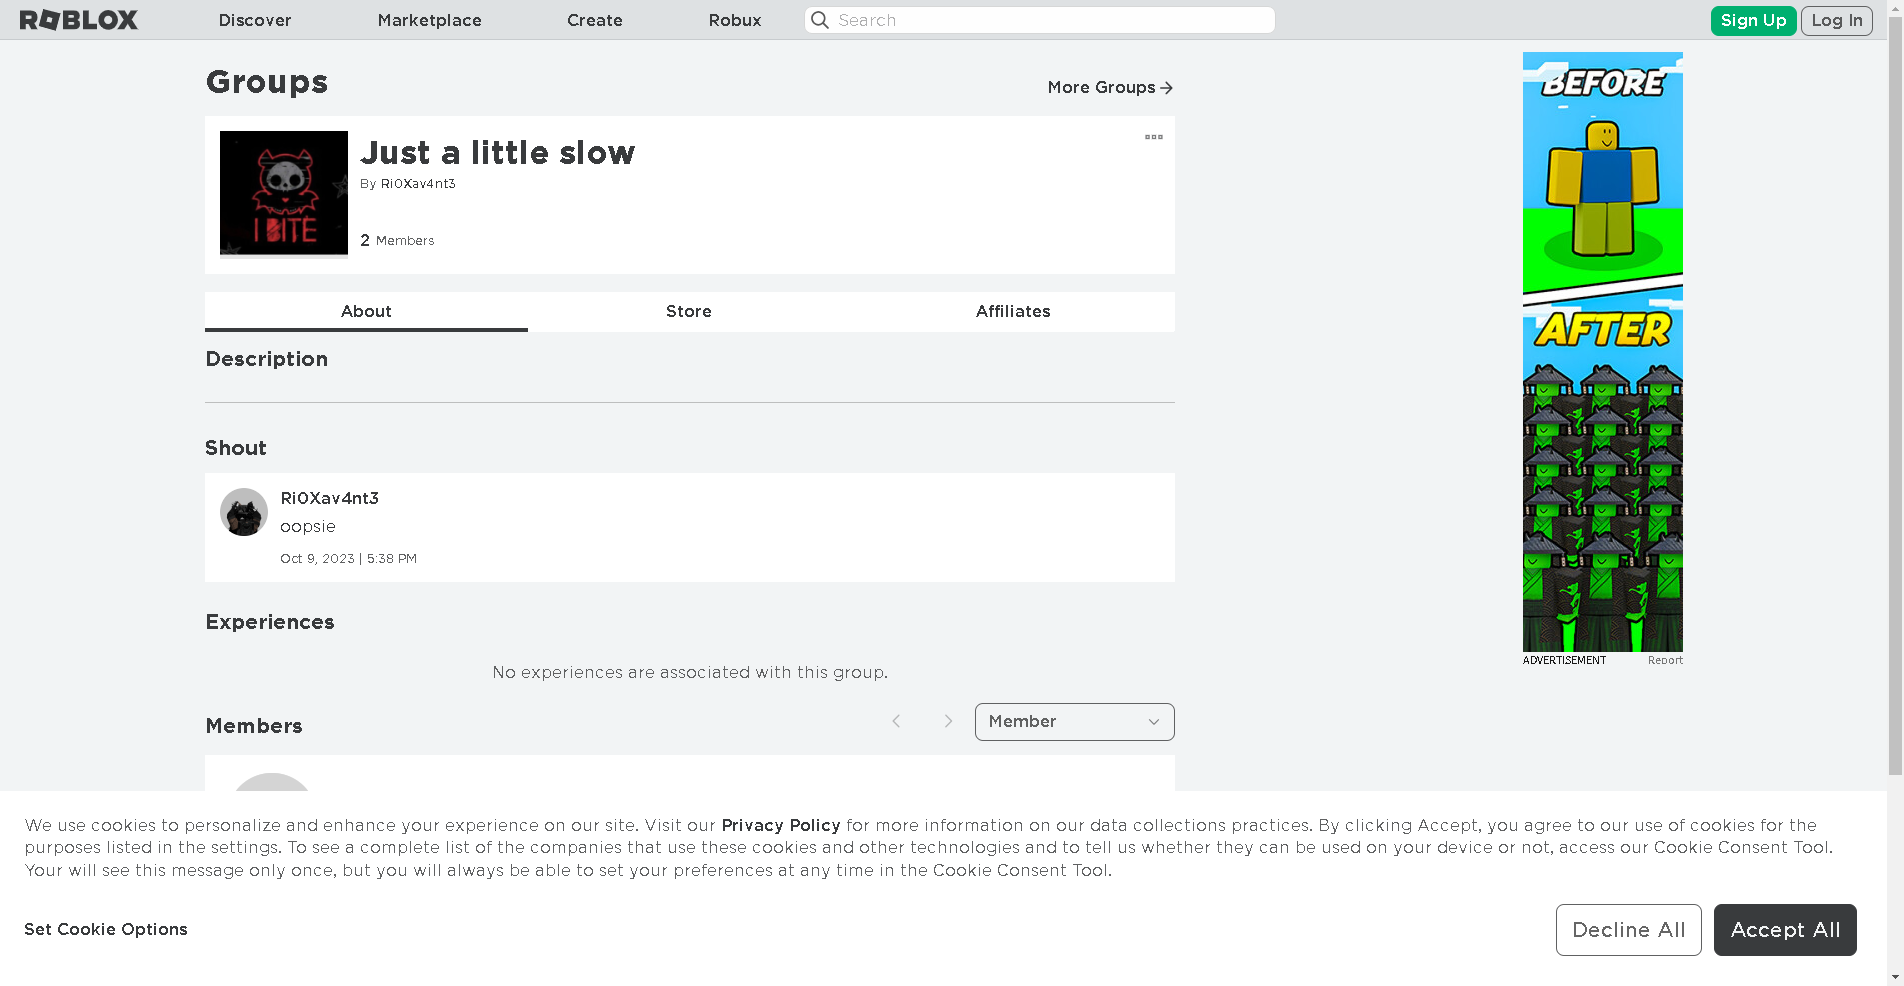 ROBLOX
Discover
Marketplace
Create
Robux
Search
Sign Up
Log In
Groups
More Groups
I BITE
Just a little slow
By Ri0Xav4nt3
2 Members
About
Store
Affiliates
Description
Shout
Ri0Xav4nt3
oopsie
Oct 9, 2023 | 5:38 PM
Experiences
No experiences are associated with this group.
Members
Member
BEFORE
AFTER
ADVERTISEMENT
Report
We use cookies to personalize and enhance your experience on our site. Visit our Privacy Policy for more information on our data collections practices. By clicking Accept, you agree to our use of cookies for the
purposes listed in the settings. To see a complete list of the companies that use these cookies and other technologies and to tell us whether they can be used on your device or not, access our Cookie Consent Tool.
Your will see this message only once, but you will always be able to set your preferences at any time in the Cookie Consent Tool.
Set Cookie Options
Decline All
Accept All